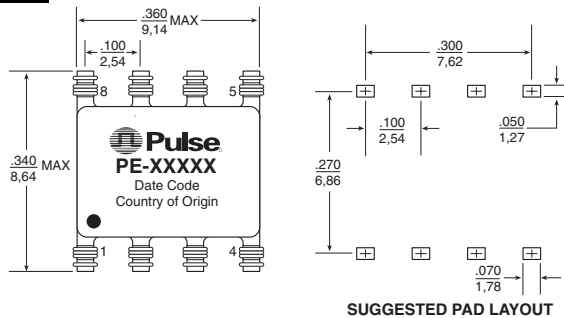 .360 MAX
9,14
.100
2,54
8
5
.340 MAX
8,64
Pulse
PE-XXXXX
Date Code
Country of Origin
1
4
.300
7,62
.100
2,54
.050
1,27
.270
6,86
.070
1,78
SUGGESTED PAD LAYOUT